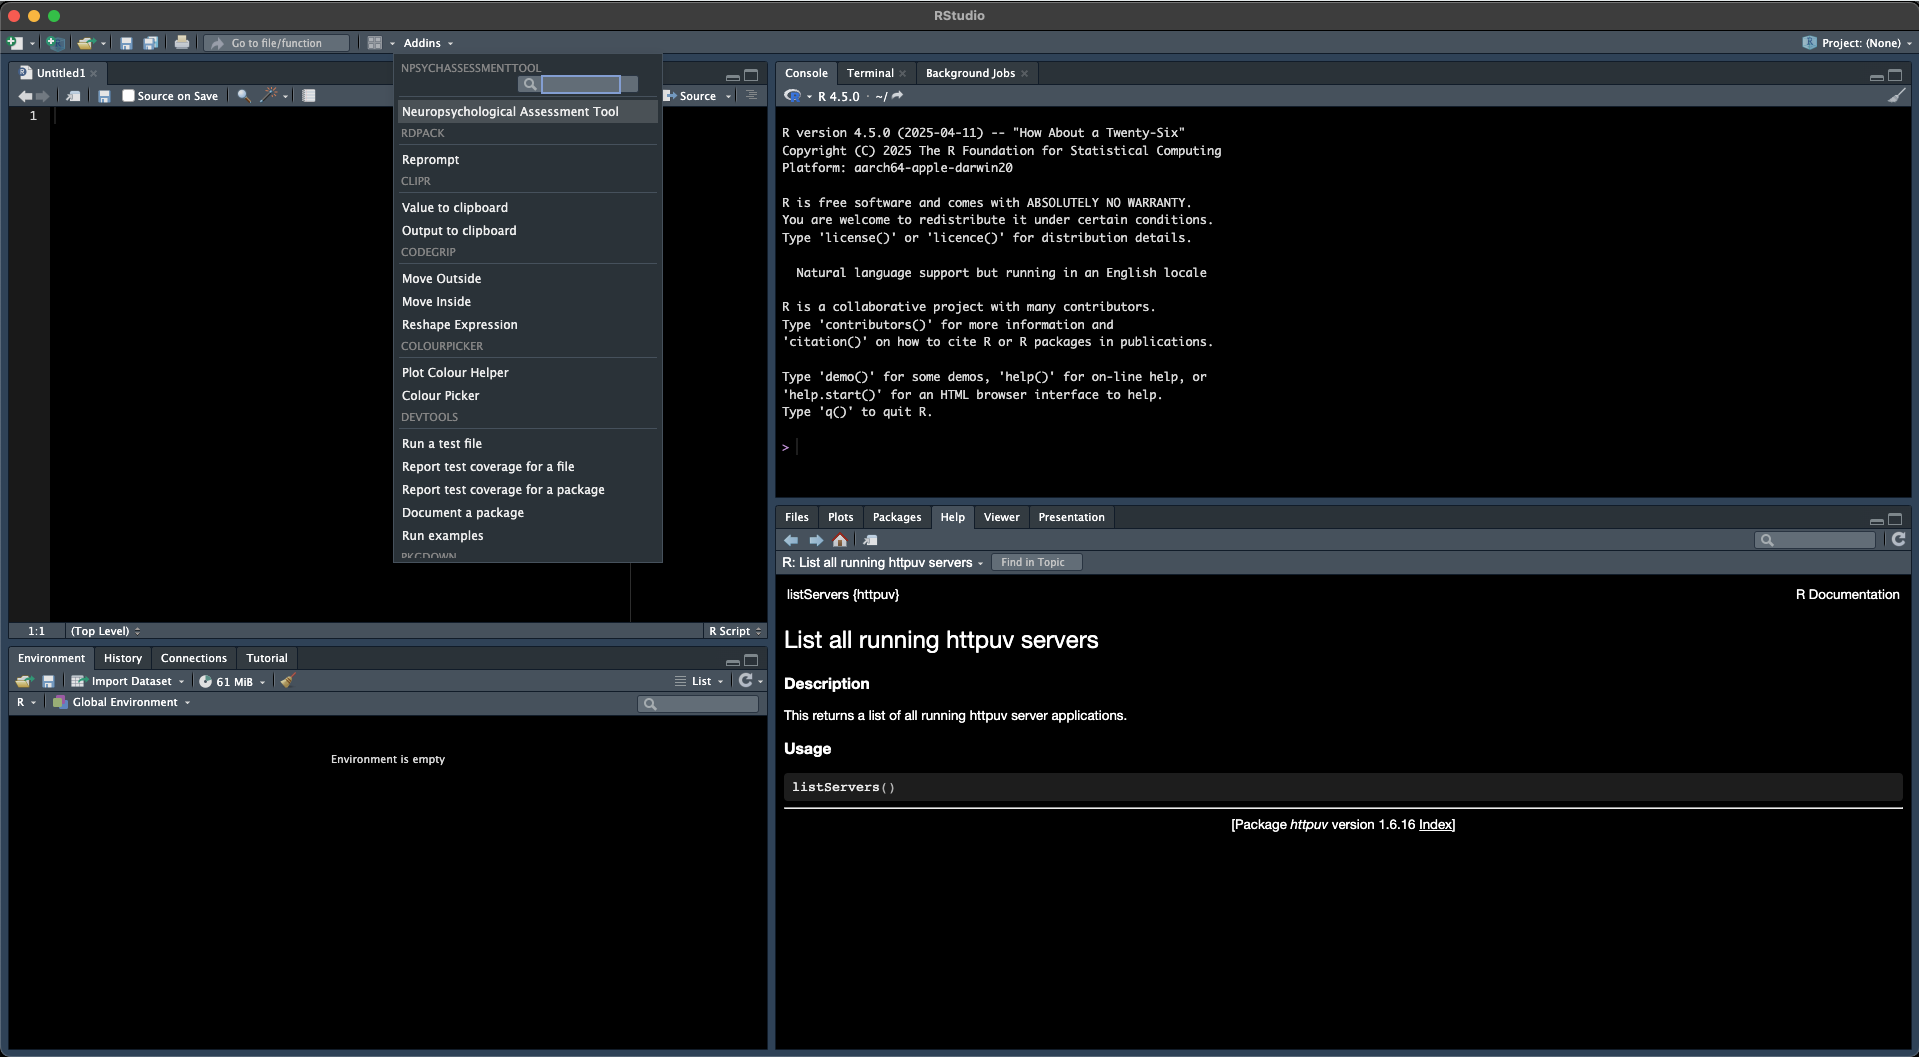 RStudio
Go to file/function
Addins
Project: (None)
Untitled1
Source on Save
Source
1
NPSYCHASSESSMENTTOOL
Neuropsychological Assessment Tool
RDPACK
Reprompt
CLIPR
Value to clipboard
Output to clipboard
CODEGRIP
Move Outside
Move Inside
Reshape Expression
COLOURPICKER
Plot Colour Helper
Colour Picker
DEVTOOLS
Run a test file
Report test coverage for a file
Report test coverage for a package
Document a package
Run examples
PKGDOWN
1:1 (Top Level) R Script
Environment History Connections Tutorial
Import Dataset 61 MiB List
R Global Environment
Environment is empty
Console Terminal Background Jobs
R 4.5.0 · ~/
R version 4.5.0 (2025-04-11) -- "How About a Twenty-Six"
Copyright (C) 2025 The R Foundation for Statistical Computing
Platform: aarch64-apple-darwin20
R is free software and comes with ABSOLUTELY NO WARRANTY.
You are welcome to redistribute it under certain conditions.
Type 'license()' or 'licence()' for distribution details.
Natural language support but running in an English locale
R is a collaborative project with many contributors.
Type 'contributors()' for more information and
'citation()' on how to cite R or R packages in publications.
Type 'demo()' for some demos, 'help()' for on-line help, or
'help.start()' for an HTML browser interface to help.
Type 'q()' to quit R.
>
Files Plots Packages Help Viewer Presentation
R: List all running httpuv servers Find in Topic
listServers {httpuv} R Documentation
List all running httpuv servers
Description
This returns a list of all running httpuv server applications.
Usage
listServers()
[Package httpuv version 1.6.16 Index]